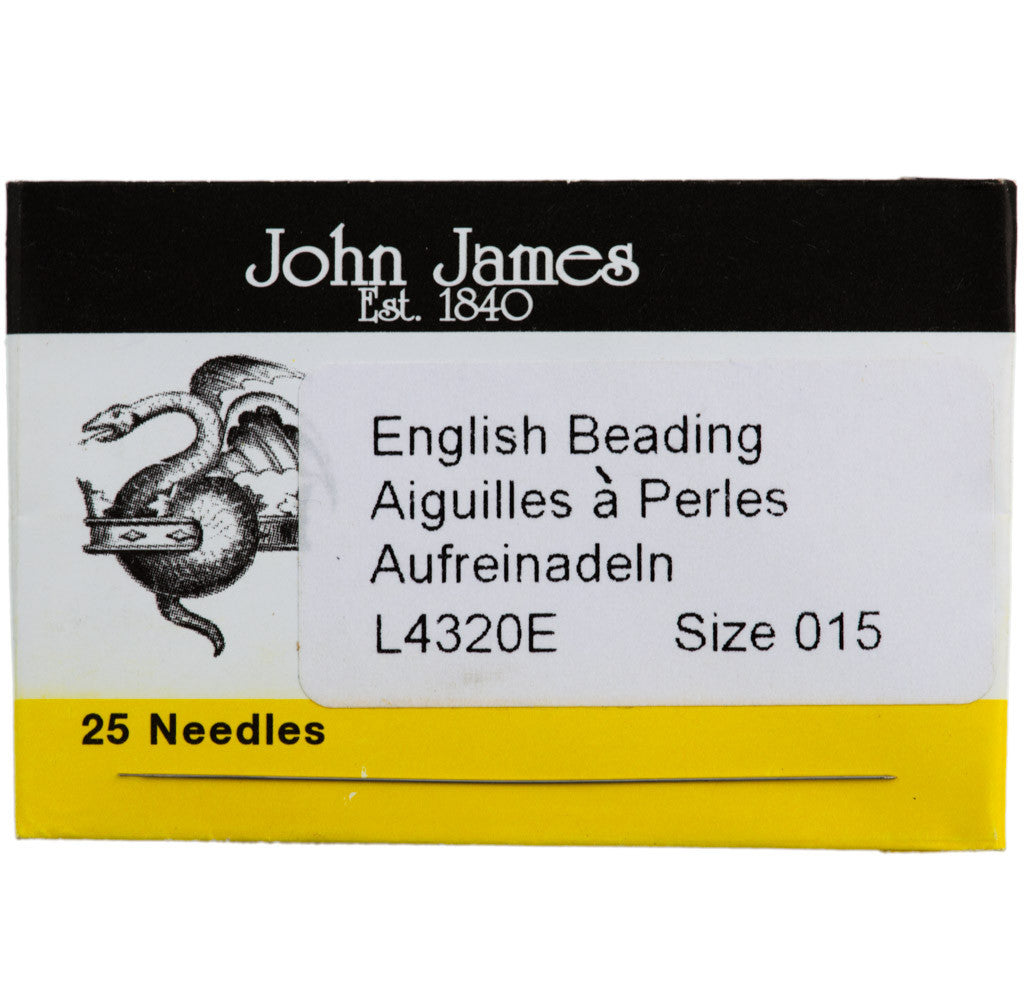 John James
Est. 1840
English Beading
Aiguilles à Perles
Aufreinadeln
L4320E Size 015
25 Needles